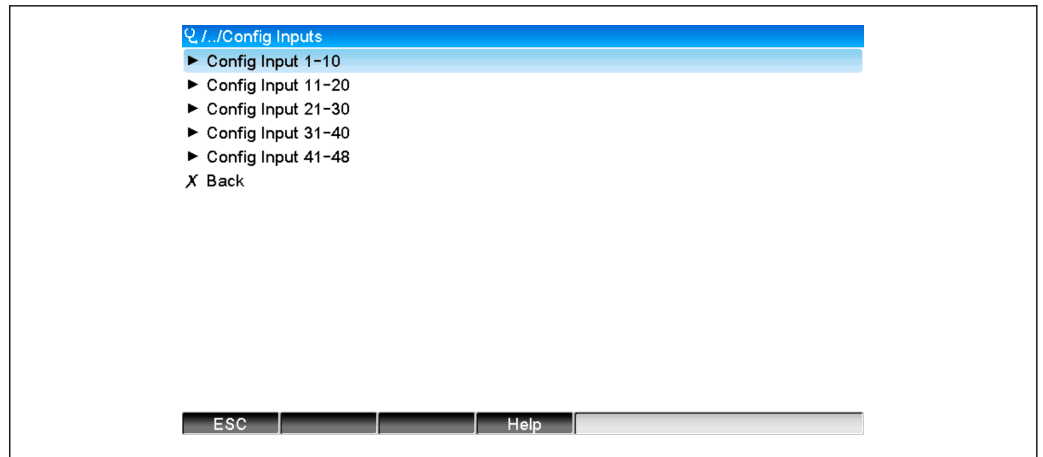 /../Config Inputs
► Config Input 1-10
► Config Input 11-20
► Config Input 21-30
► Config Input 31-40
► Config Input 41-48
X Back
ESC Help